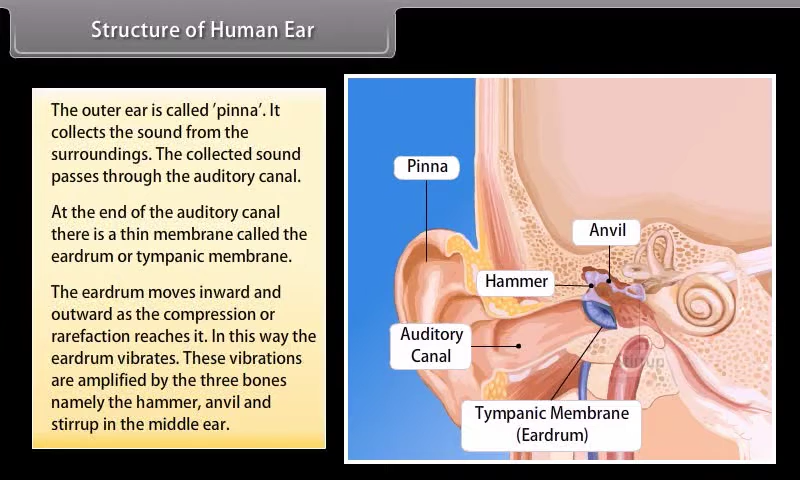 Structure of Human Ear
The outer ear is called 'pinna'. It
collects the sound from the
surroundings. The collected sound
passes through the auditory canal.
At the end of the auditory canal
there is a thin membrane called the
eardrum or tympanic membrane.
The eardrum moves inward and
outward as the compression or
rarefaction reaches it. In this way the
eardrum vibrates. These vibrations
are amplified by the three bones
namely the hammer, anvil and
stirrup in the middle ear.
Pinna
Anvil
Hammer
Auditory
Canal
Tympanic Membrane
(Eardrum)